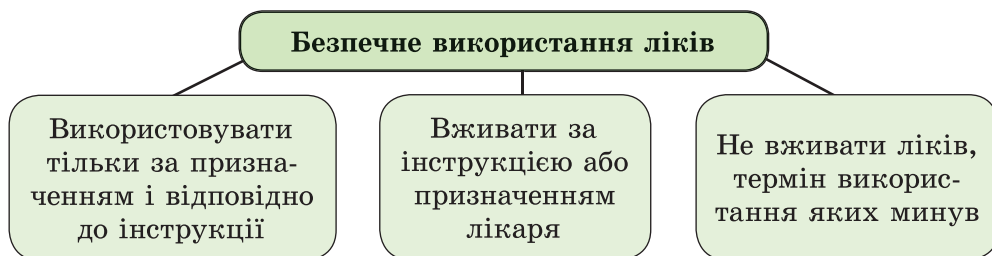 Безпечне використання ліків
Використовувати
тільки за призна-
ченням і відповідно
до інструкції
Вживати за
інструкцією або
призначенням
лікаря
Не вживати ліків,
термін викорис-
тання яких минув